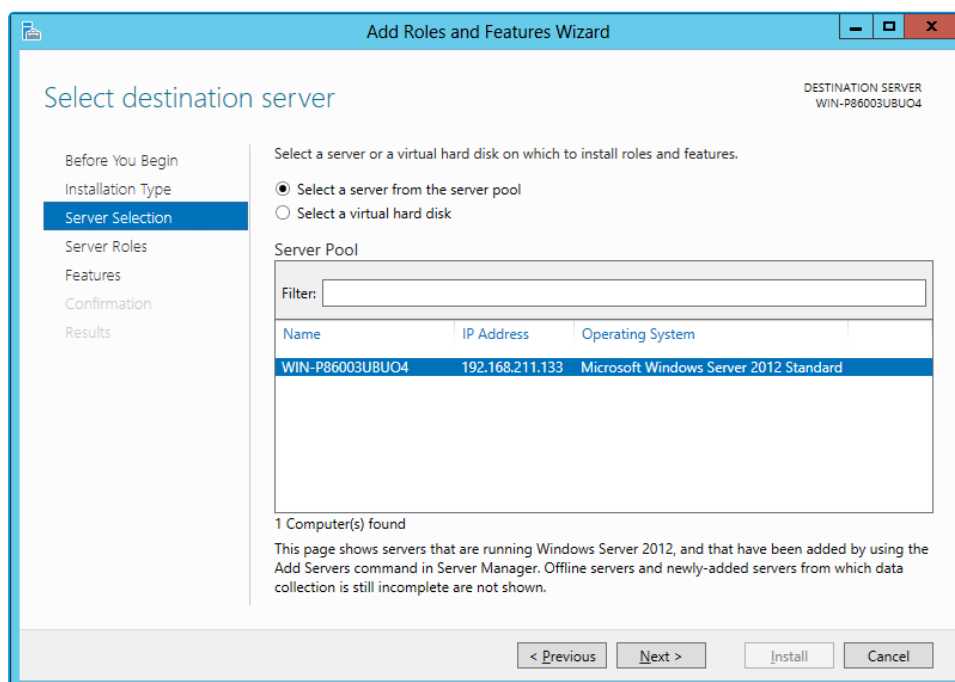 Add Roles and Features Wizard
Select destination server
DESTINATION SERVER
WIN-P86003UBUO4
Before You Begin
Installation Type
Server Selection
Server Roles
Features
Confirmation
Results
Select a server or a virtual hard disk on which to install roles and features.
Select a server from the server pool
Select a virtual hard disk
Server Pool
Filter:
Name IP Address Operating System
WIN-P86003UBUO4 192.168.211.133 Microsoft Windows Server 2012 Standard
1 Computer(s) found
This page shows servers that are running Windows Server 2012, and that have been added by using the
Add Servers command in Server Manager. Offline servers and newly-added servers from which data
collection is still incomplete are not shown.
< Previous Next > Install Cancel